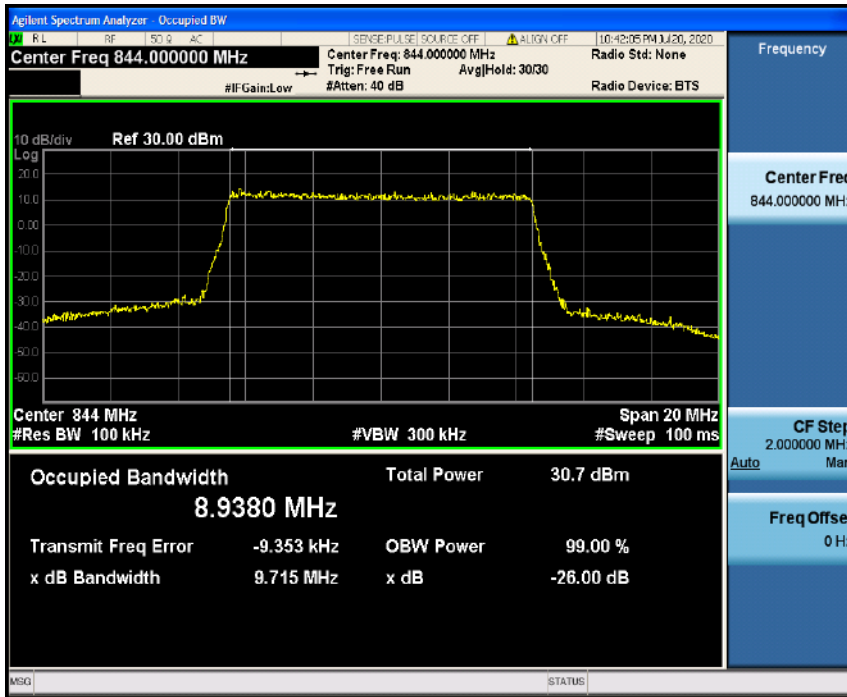 Agilent Spectrum Analyzer - Occupied BW
LXI RL RF 50 Ω AC SENSE:PULSE SOURCE OFF ALIGN OFF 10:42:05 PM Jul 20, 2020
Center Freq 844.000000 MHz
Center Freq: 844.000000 MHz
Radio Std: None
Trig: Free Run Avg|Hold: 30/30
#IFGain:Low
#Atten: 40 dB
Radio Device: BTS
Frequency
10 dB/div Ref 30.00 dBm
Log
20.0
10.0
0.00
-10.0
-20.0
-30.0
-40.0
-50.0
-60.0
Center 844 MHz
Span 20 MHz
#Res BW 100 kHz
#VBW 300 kHz
#Sweep 100 ms
Center Freq
844.000000 MHz
CF Step
2.000000 MHz
Auto Man
Freq Offset
0 Hz
Occupied Bandwidth
8.9380 MHz
Total Power 30.7 dBm
Transmit Freq Error -9.353 kHz
OBW Power 99.00 %
x dB Bandwidth 9.715 MHz
x dB -26.00 dB
MSG
STATUS